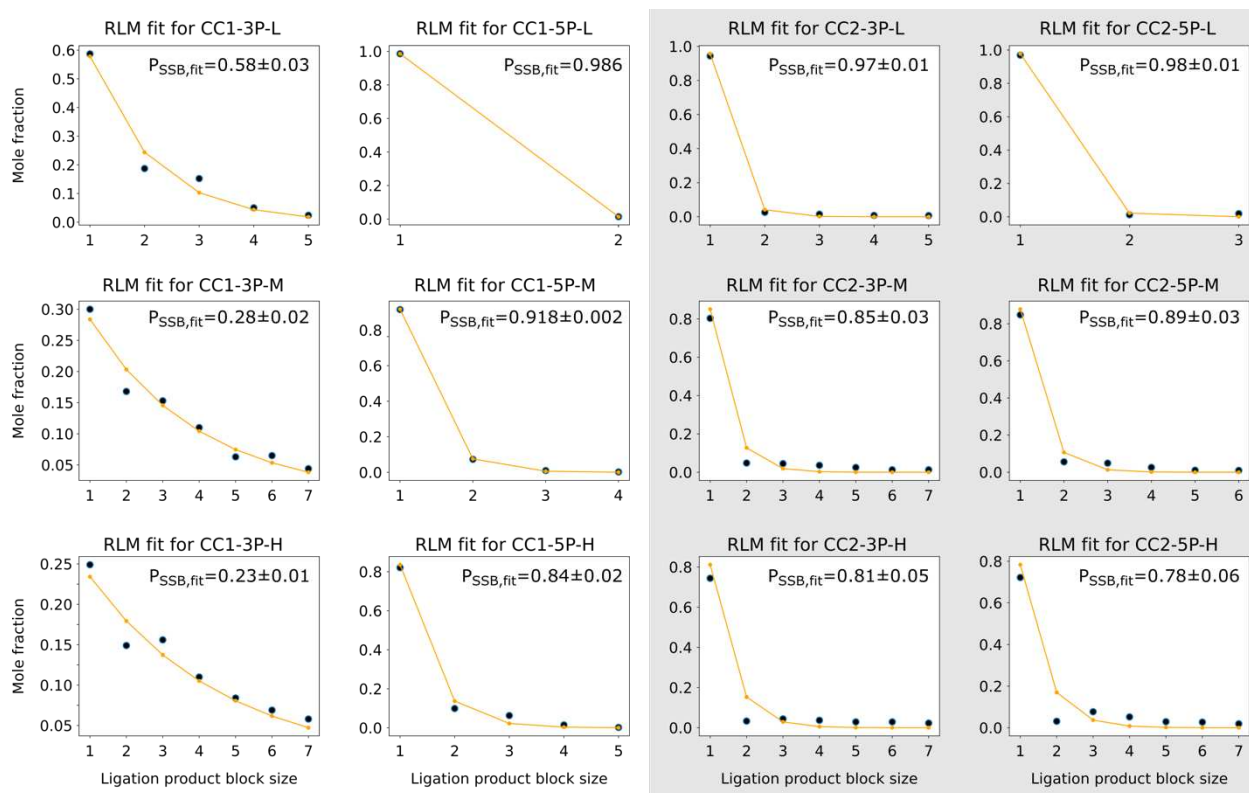 RLM fit for CC1-3P-L
P_SSB,fit=0.58±0.03
Mole fraction
0.6
0.5
0.4
0.3
0.2
0.1
0.0
1 2 3 4 5
RLM fit for CC1-5P-L
P_SSB,fit=0.986
1.0
0.8
0.6
0.4
0.2
0.0
1 2
RLM fit for CC2-3P-L
P_SSB,fit=0.97±0.01
1.0
0.8
0.6
0.4
0.2
0.0
1 2 3 4 5
RLM fit for CC2-5P-L
P_SSB,fit=0.98±0.01
1.0
0.8
0.6
0.4
0.2
0.0
1 2 3
RLM fit for CC1-3P-M
P_SSB,fit=0.28±0.02
Mole fraction
0.30
0.25
0.20
0.15
0.10
0.05
1 2 3 4 5 6 7
RLM fit for CC1-5P-M
P_SSB,fit=0.918±0.002
0.8
0.6
0.4
0.2
0.0
1 2 3 4
RLM fit for CC2-3P-M
P_SSB,fit=0.85±0.03
0.8
0.6
0.4
0.2
0.0
1 2 3 4 5 6 7
RLM fit for CC2-5P-M
P_SSB,fit=0.89±0.03
0.8
0.6
0.4
0.2
0.0
1 2 3 4 5 6
RLM fit for CC1-3P-H
P_SSB,fit=0.23±0.01
Mole fraction
0.25
0.20
0.15
0.10
0.05
1 2 3 4 5 6 7
Ligation product block size
RLM fit for CC1-5P-H
P_SSB,fit=0.84±0.02
0.8
0.6
0.4
0.2
0.0
1 2 3 4 5
Ligation product block size
RLM fit for CC2-3P-H
P_SSB,fit=0.81±0.05
0.8
0.6
0.4
0.2
0.0
1 2 3 4 5 6 7
Ligation product block size
RLM fit for CC2-5P-H
P_SSB,fit=0.78±0.06
0.8
0.6
0.4
0.2
0.0
1 2 3 4 5 6 7
Ligation product block size